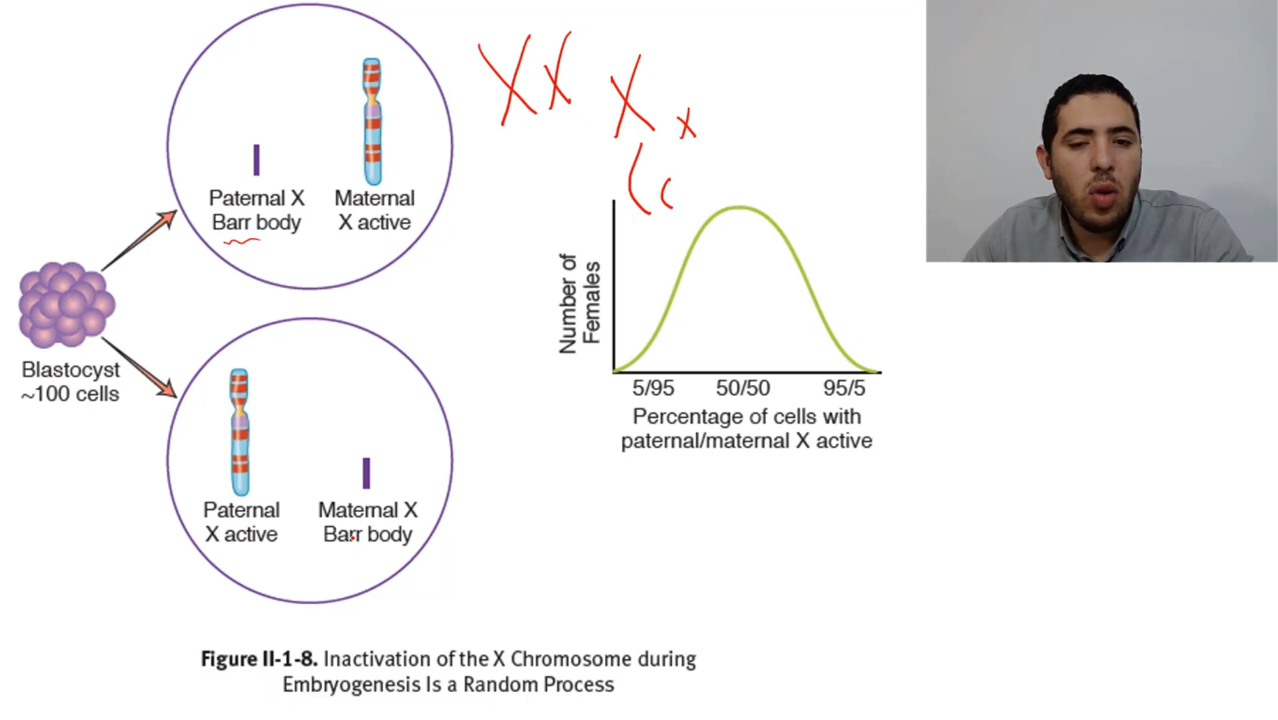 X X X x
Paternal X
Barr body
Maternal
X active
Blastocyst
~100 cells
Paternal
X active
Maternal X
Barr body
Number of
Females
5/95 50/50 95/5
Percentage of cells with
paternal/maternal X active
Figure II-1-8. Inactivation of the X Chromosome during
Embryogenesis Is a Random Process